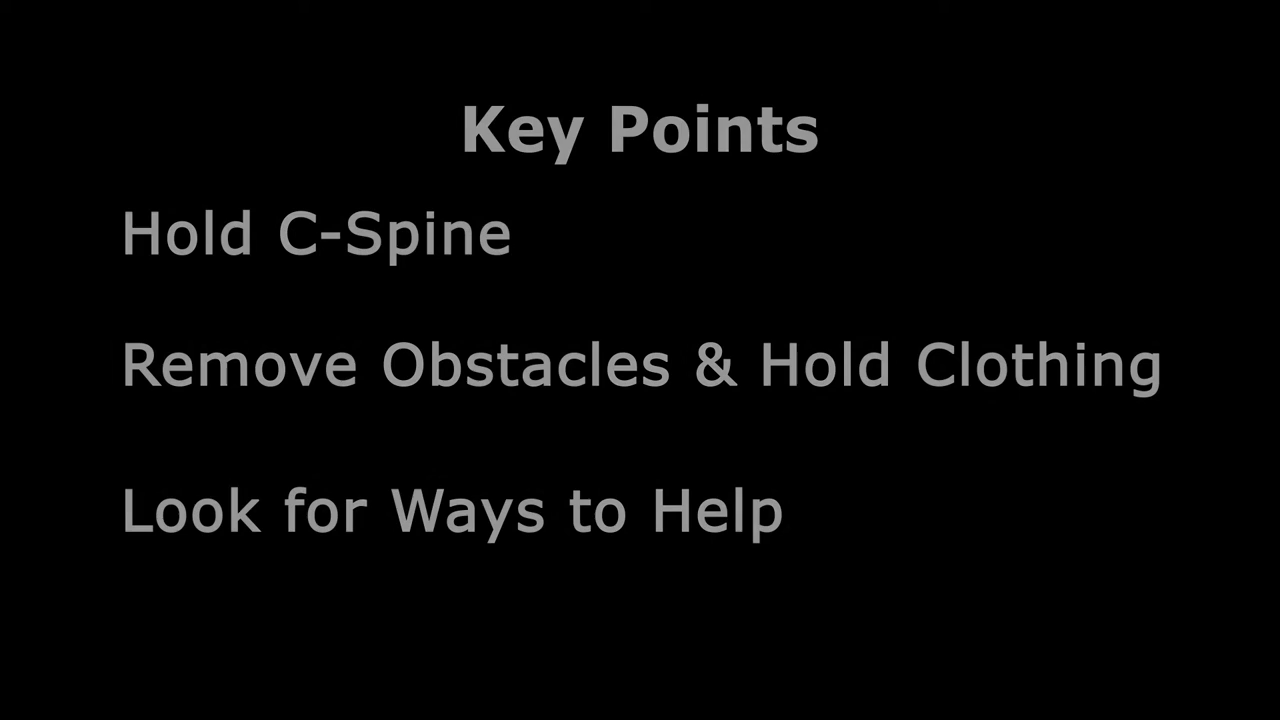 Key Points
Hold C-Spine
Remove Obstacles & Hold Clothing
Look for Ways to Help